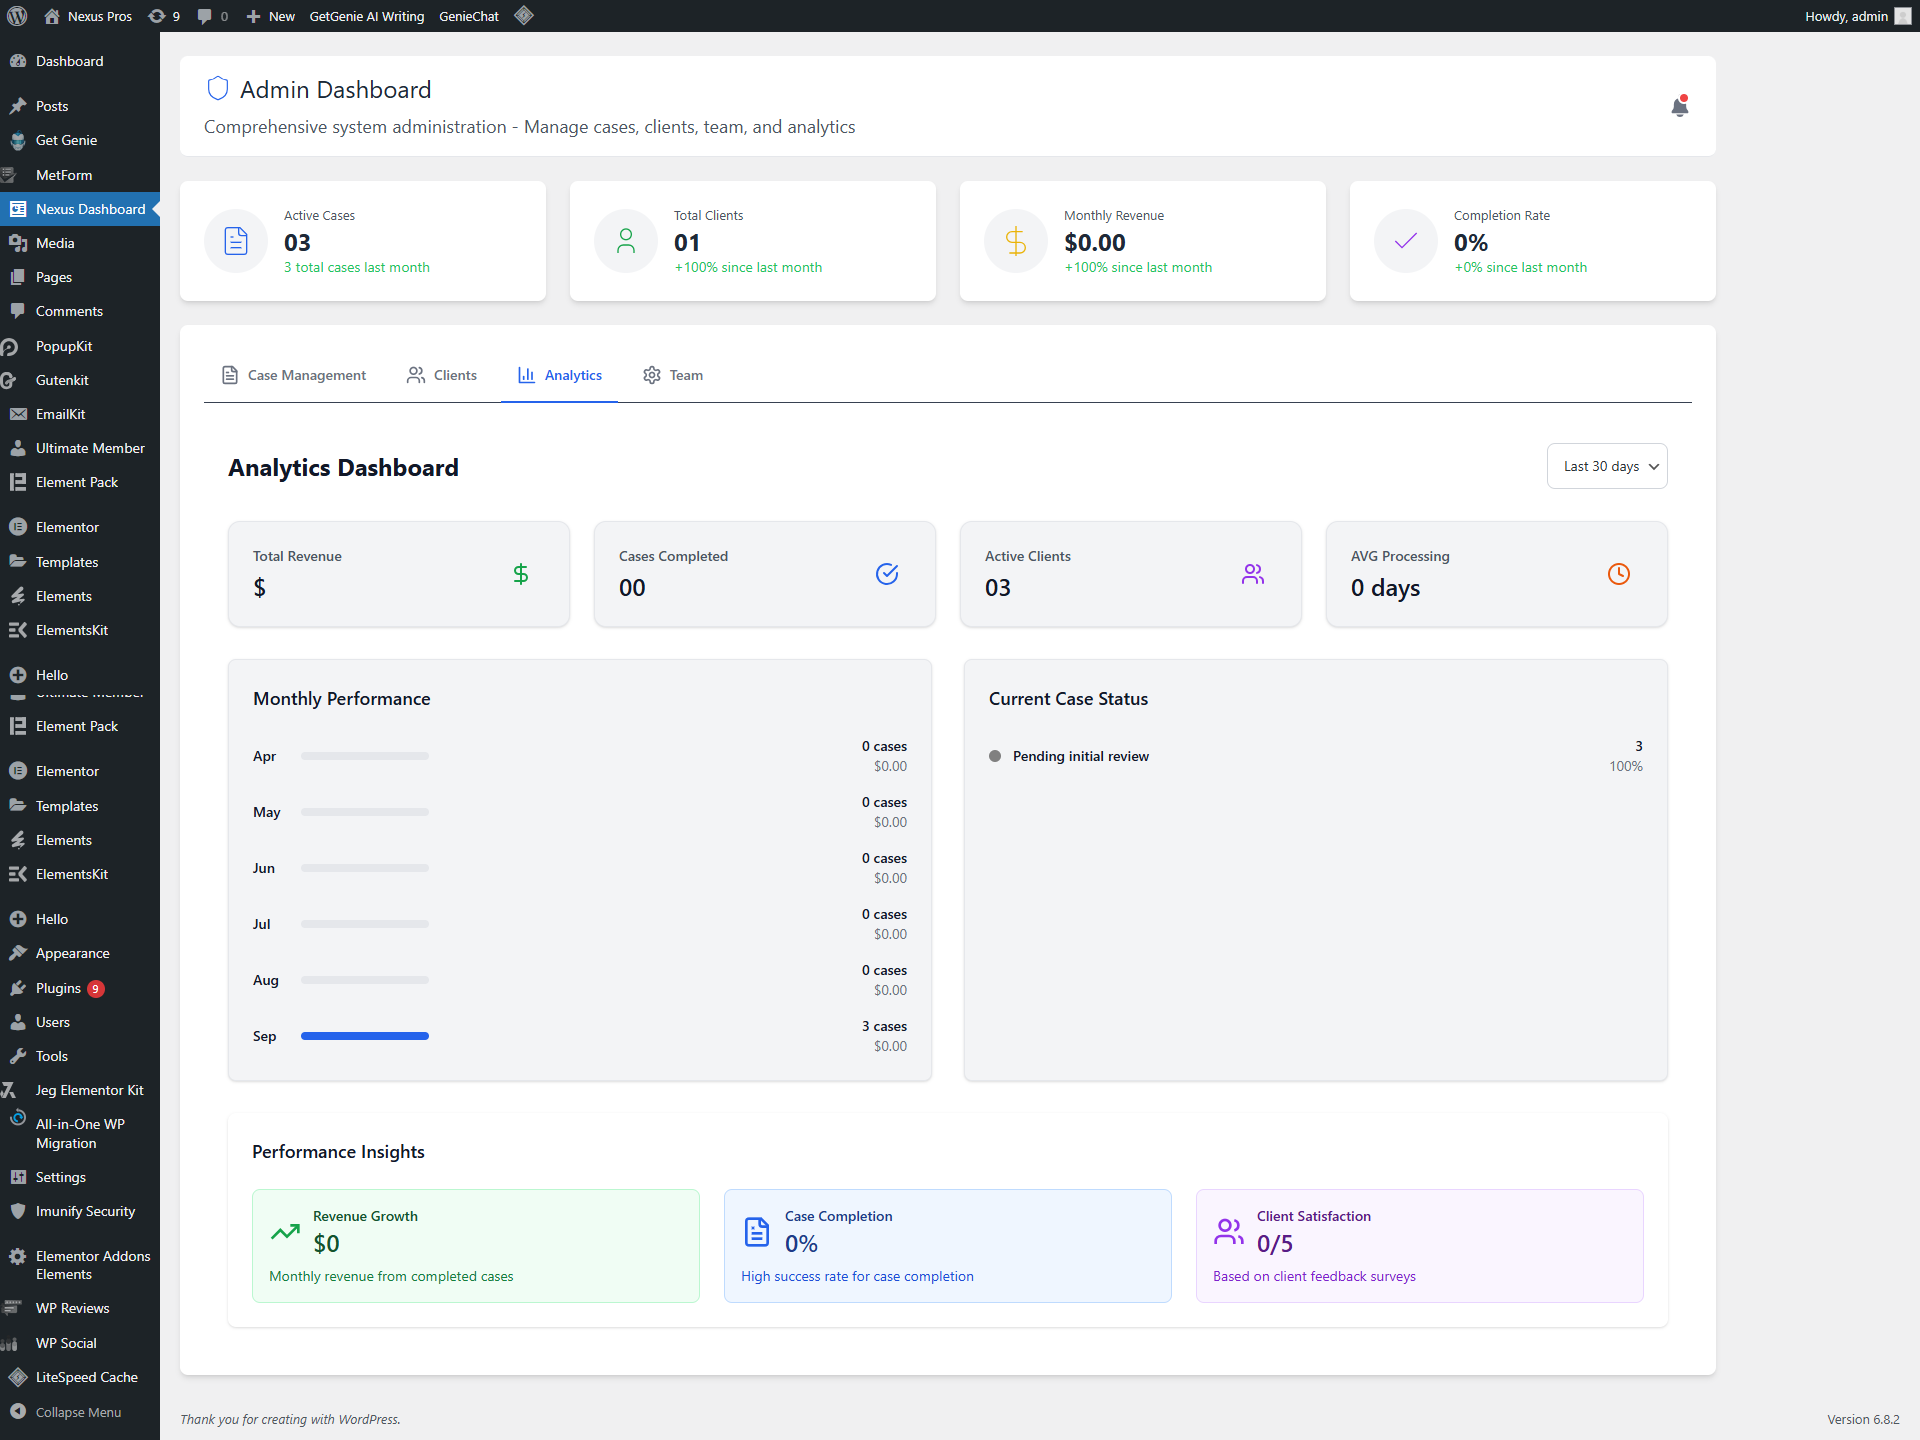 Nexus Pros
9
0
New
GetGenie AI Writing
GenieChat
Howdy, admin
Dashboard
Posts
Get Genie
MetForm
Nexus Dashboard
Media
Pages
Comments
PopupKit
Gutenkit
EmailKit
Ultimate Member
Element Pack
Elementor
Templates
Elements
ElementsKit
Hello
Ultimate Member
Element Pack
Elementor
Templates
Elements
ElementsKit
Hello
Appearance
Plugins 9
Users
Tools
Jeg Elementor Kit
All-in-One WP
Migration
Settings
Imunify Security
Elementor Addons
Elements
WP Reviews
WP Social
LiteSpeed Cache
Collapse Menu
Admin Dashboard
Comprehensive system administration - Manage cases, clients, team, and analytics
Active Cases
03
3 total cases last month
Total Clients
01
+100% since last month
Monthly Revenue
$0.00
+100% since last month
Completion Rate
0%
+0% since last month
Case Management
Clients
Analytics
Team
Analytics Dashboard
Last 30 days
Total Revenue
$
Cases Completed
00
Active Clients
03
AVG Processing
0 days
Monthly Performance
Apr
0 cases
$0.00
May
0 cases
$0.00
Jun
0 cases
$0.00
Jul
0 cases
$0.00
Aug
0 cases
$0.00
Sep
3 cases
$0.00
Current Case Status
Pending initial review
3
100%
Performance Insights
Revenue Growth
$0
Monthly revenue from completed cases
Case Completion
0%
High success rate for case completion
Client Satisfaction
0/5
Based on client feedback surveys
Thank you for creating with WordPress.
Version 6.8.2